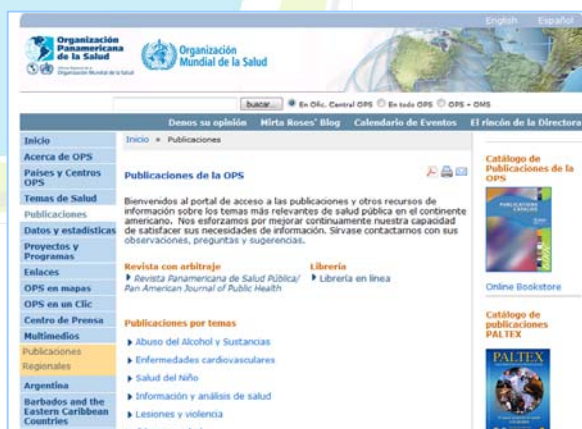 English Español
Organización
Panamericana
de la Salud
Organización
Mundial de la Salud
buscar... En Ofic. Central OPS En todo OPS OPS + OMS
Denos su opinión Mirta Roses' Blog Calendario de Eventos El rincón de la Directora
Inicio
Acerca de OPS
Países y Centros
OPS
Temas de Salud
Publicaciones
Datos y estadísticas
Proyectos y
Programas
Enlaces
OPS en mapas
OPS en un Clic
Centro de Prensa
Multimedios
Publicaciones
Regionales
Argentina
Barbados and the
Eastern Caribbean
Countries
Inicio » Publicaciones
Publicaciones de la OPS
Bienvenidos al portal de acceso a las publicaciones y otros recursos de
información sobre los temas más relevantes de salud pública en el continente
americano. Nos esforzamos por mejorar continuamente nuestra capacidad
de satisfacer sus necesidades de información. Sírvase contactarnos con sus
observaciones, preguntas y sugerencias.
Revista con arbitraje
Revista Panamericana de Salud Pública/
Pan American Journal of Public Health
Librería
Librería en línea
Publicaciones por temas
Abuso del Alcohol y Sustancias
Enfermedades cardiovasculares
Salud del Niño
Información y análisis de salud
Lesiones y violencia
Catálogo de
Publicaciones de la
OPS
PUBLICATIONS
CATALOG
Online Bookstore
Catálogo de
publicaciones
PALTEX
PALTEX